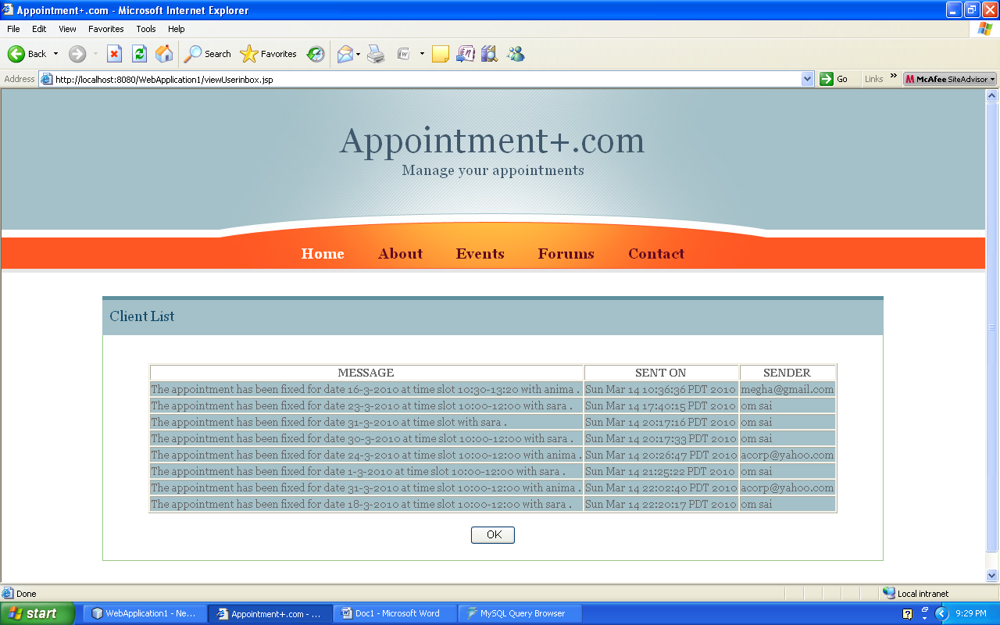 Appointment+.com - Microsoft Internet Explorer
File Edit View Favorites Tools Help
Back Search Favorites
Address http://localhost:8080/WebApplication1/viewUserinbox.jsp Go Links » McAfee SiteAdvisor
Appointment+.com
Manage your appointments
Home About Events Forums Contact
Client List
MESSAGE SENT ON SENDER
The appointment has been fixed for date 16-3-2010 at time slot 10:30-13:20 with anima . Sun Mar 14 10:36:36 PDT 2010 megha@gmail.com
The appointment has been fixed for date 23-3-2010 at time slot 10:00-12:00 with sara . Sun Mar 14 17:40:15 PDT 2010 om sai
The appointment has been fixed for date 31-3-2010 at time slot with sara . Sun Mar 14 20:17:16 PDT 2010 om sai
The appointment has been fixed for date 30-3-2010 at time slot 10:00-12:00 with sara . Sun Mar 14 20:17:33 PDT 2010 om sai
The appointment has been fixed for date 24-3-2010 at time slot 10:00-12:00 with anima . Sun Mar 14 20:26:47 PDT 2010 acorp@yahoo.com
The appointment has been fixed for date 1-3-2010 at time slot 10:00-12:00 with sara . Sun Mar 14 21:25:22 PDT 2010 om sai
The appointment has been fixed for date 31-3-2010 at time slot 10:00-12:00 with anima . Sun Mar 14 22:02:40 PDT 2010 acorp@yahoo.com
The appointment has been fixed for date 18-3-2010 at time slot 10:00-12:00 with sara . Sun Mar 14 22:20:17 PDT 2010 om sai
OK
Done Local intranet
start WebApplication1 - Ne... Appointment+.com - ... Doc1 - Microsoft Word MySQL Query Browser 9:29 PM